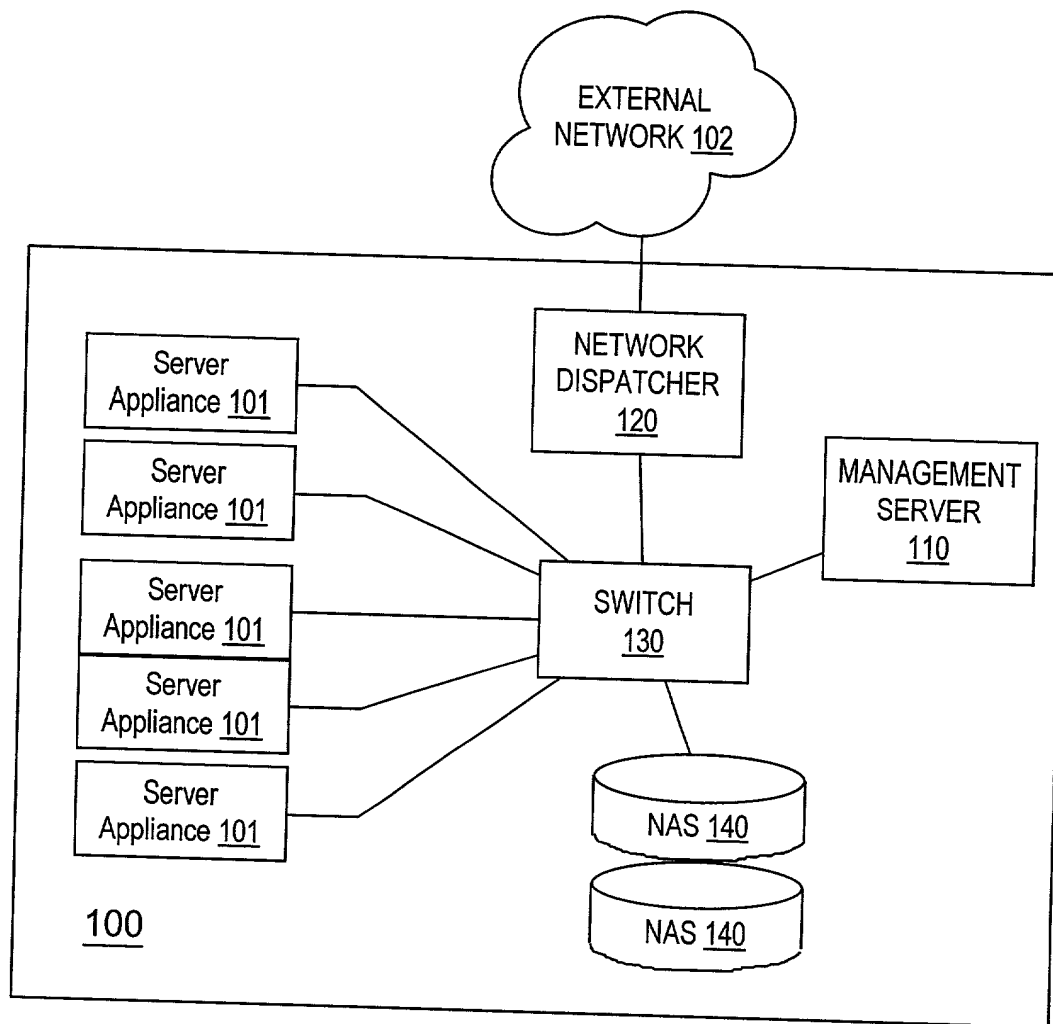 EXTERNAL
NETWORK 102
NETWORK
DISPATCHER
120
Server
Appliance 101
Server
Appliance 101
MANAGEMENT
SERVER
110
Server
Appliance 101
SWITCH
130
Server
Appliance 101
Server
Appliance 101
NAS 140
NAS 140
100